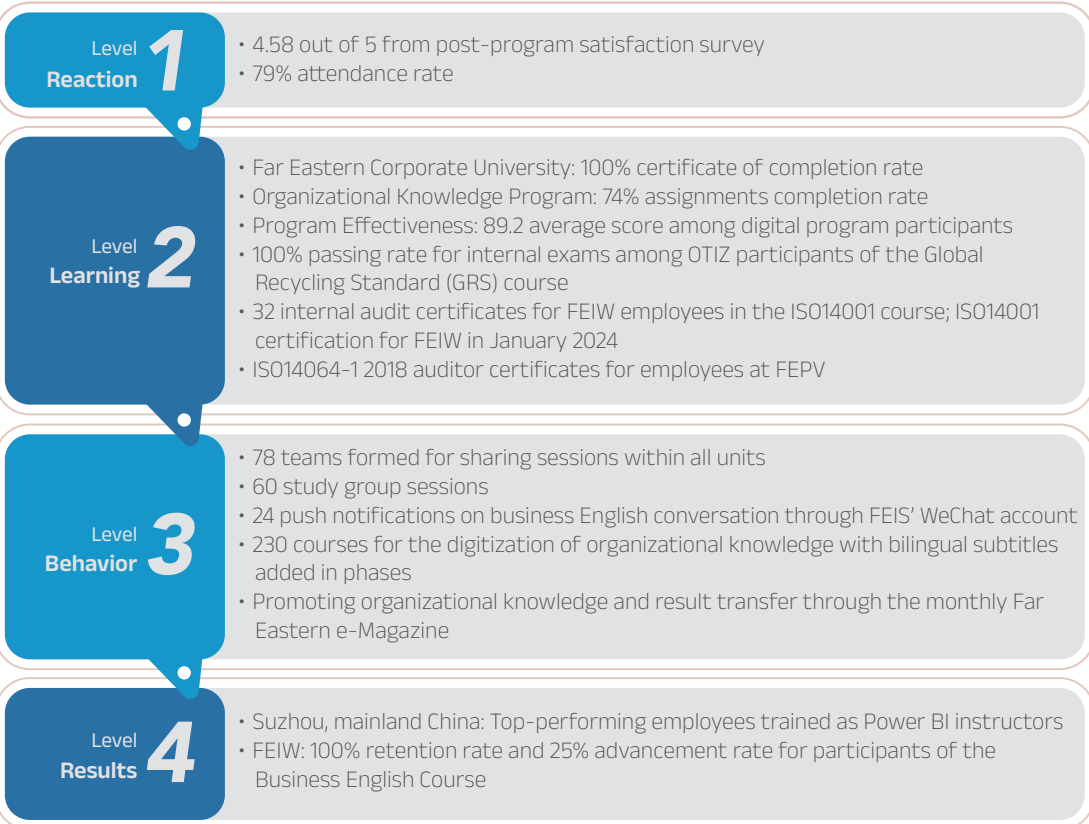 Level 1
Reaction
• 4.58 out of 5 from post-program satisfaction survey
• 79% attendance rate
Level 2
Learning
• Far Eastern Corporate University: 100% certificate of completion rate
• Organizational Knowledge Program: 74% assignments completion rate
• Program Effectiveness: 89.2 average score among digital program participants
• 100% passing rate for internal exams among OTIZ participants of the Global
Recycling Standard (GRS) course
• 32 internal audit certificates for FEIW employees in the ISO14001 course; ISO14001
certification for FEIW in January 2024
• ISO14064-1 2018 auditor certificates for employees at FEPV
Level 3
Behavior
• 78 teams formed for sharing sessions within all units
• 60 study group sessions
• 24 push notifications on business English conversation through FEIS’ WeChat account
• 230 courses for the digitization of organizational knowledge with bilingual subtitles
added in phases
• Promoting organizational knowledge and result transfer through the monthly Far
Eastern e-Magazine
Level 4
Results
• Suzhou, mainland China: Top-performing employees trained as Power BI instructors
• FEIW: 100% retention rate and 25% advancement rate for participants of the
Business English Course